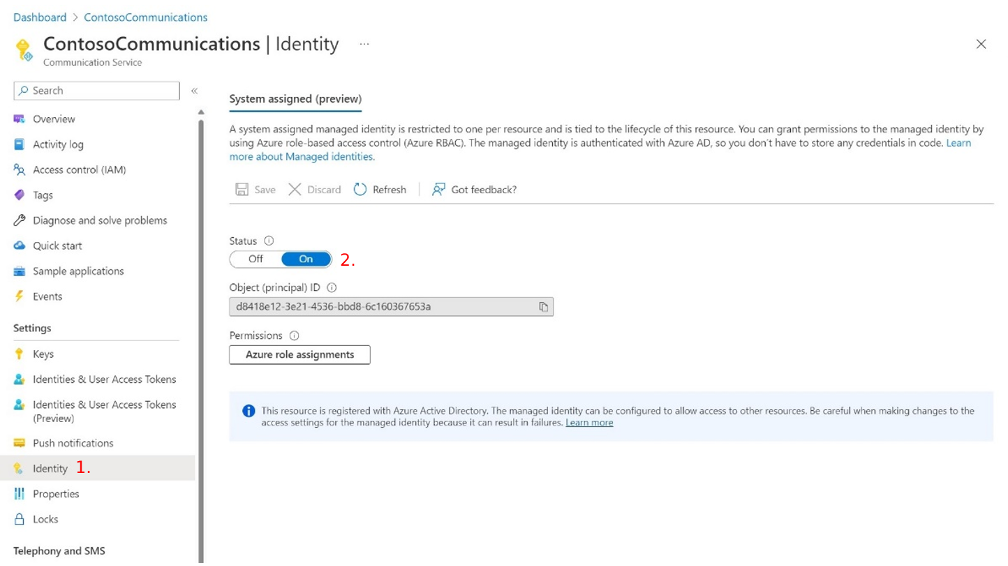 Dashboard > ContosoCommunications
ContosoCommunications | Identity ...
Communication Service
Search «
Overview
Activity log
Access control (IAM)
Tags
Diagnose and solve problems
Quick start
Sample applications
Events
Settings
Keys
Identities & User Access Tokens
Identities & User Access Tokens
(Preview)
Push notifications
Identity 1.
Properties
Locks
Telephony and SMS
System assigned (preview)
A system assigned managed identity is restricted to one per resource and is tied to the lifecycle of this resource. You can grant permissions to the managed identity by
using Azure role-based access control (Azure RBAC). The managed identity is authenticated with Azure AD, so you don't have to store any credentials in code. Learn
more about Managed identities.
Save Discard Refresh Got feedback?
Status
Off On 2.
Object (principal) ID
d8418e12-3e21-4536-bbd8-6c160367653a
Permissions
Azure role assignments
This resource is registered with Azure Active Directory. The managed identity can be configured to allow access to other resources. Be careful when making changes to the
access settings for the managed identity because it can result in failures. Learn more